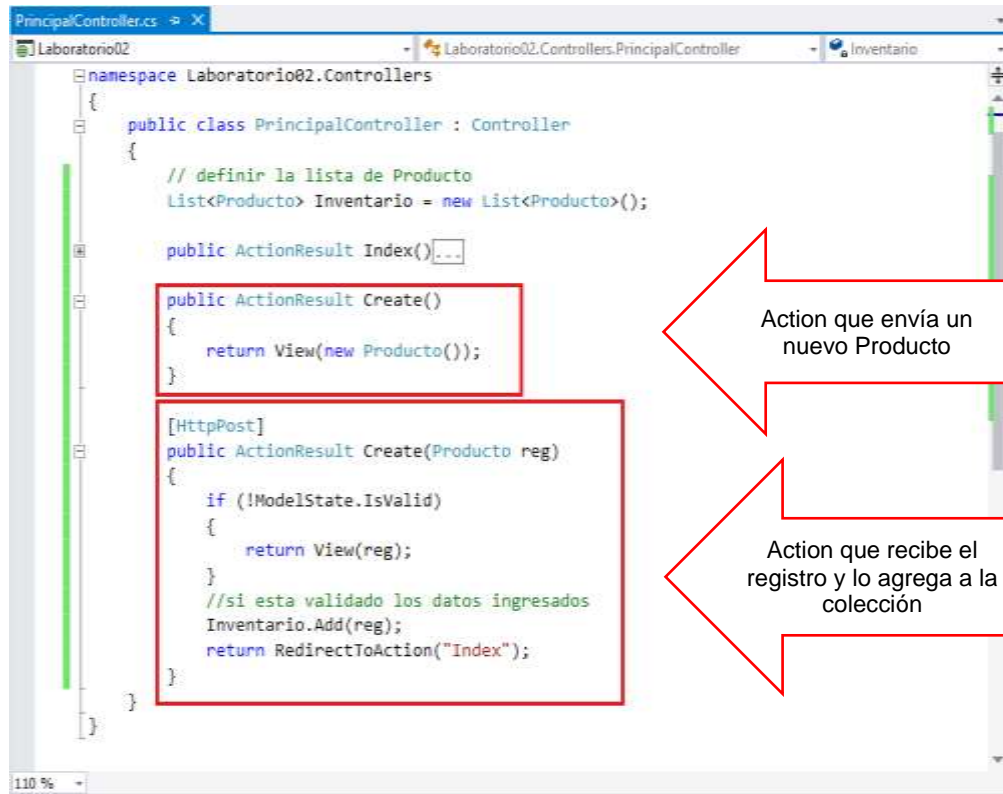 PrincipalController.cs
Laboratorio02
Laboratorio02.Controllers.PrincipalController
Inventario
namespace Laboratorio02.Controllers
{
public class PrincipalController : Controller
{
// definir la lista de Producto
List<Producto> Inventario = new List<Producto>();
public ActionResult Index()...
public ActionResult Create()
{
return View(new Producto());
}
Action que envía un
nuevo Producto
[HttpPost]
public ActionResult Create(Producto reg)
{
if (!ModelState.IsValid)
{
return View(reg);
}
//si esta validado los datos ingresados
Inventario.Add(reg);
return RedirectToAction("Index");
}
Action que recibe el
registro y lo agrega a la
colección
}
}
110 %